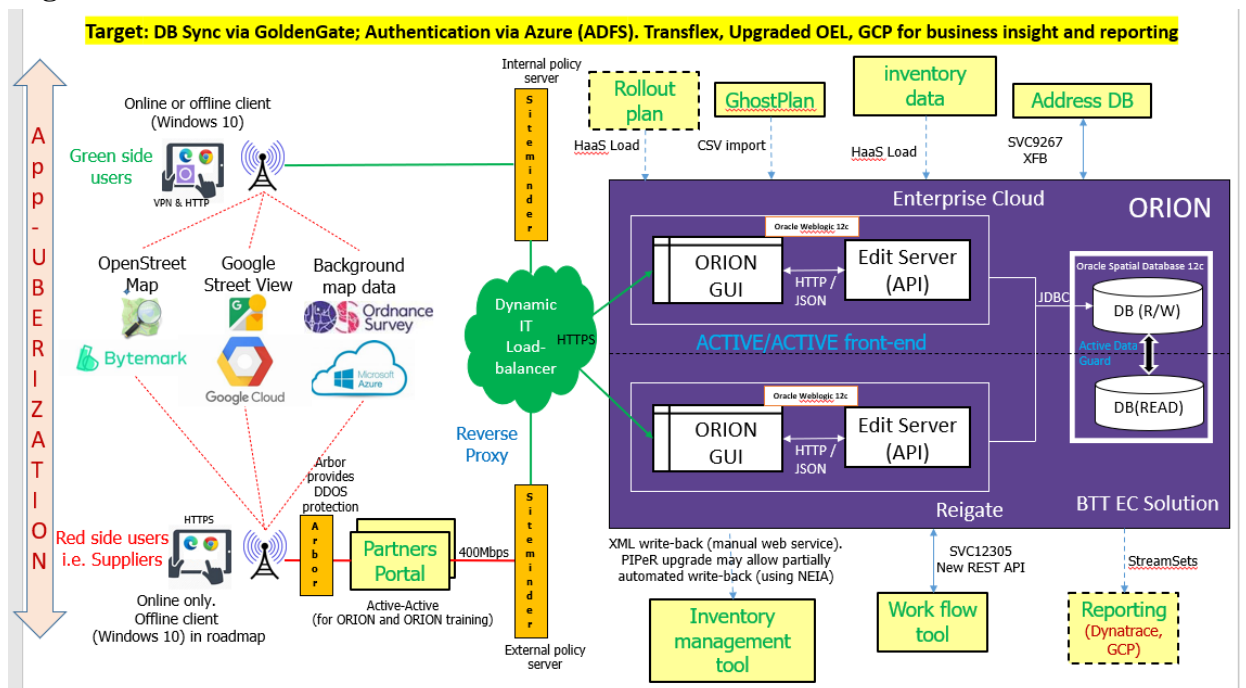 Target: DB Sync via GoldenGate; Authentication via Azure (ADFS). Transflex, Upgraded OEL, GCP for business insight and reporting
App-UBERIZATION
Online or offline client
(Windows 10)
Green side
users
VPN & HTTP
OpenStreet
Map
Google
Street View
Background
map data
Ordnance
Survey
Bytemark
Google Cloud
Microsoft
Azure
HTTPS
Red side users
i.e. Suppliers
Online only.
Offline client
(Windows 10) in roadmap
Arbor
provides
DDOS
protection
Arbor
Partners
Portal
Active-Active
(for ORION and ORION training)
400Mbps
Internal policy
server
Siteminder
Dynamic
IT
Load-
balancer
HTTPS
Reverse
Proxy
Siteminder
External policy
server
Rollout
plan
HaaS Load
GhostPlan
CSV import
inventory
data
HaaS Load
Address DB
SVC9267
XFB
Enterprise Cloud
ORION
Oracle Weblogic 12c
ORION
GUI
HTTP /
JSON
Edit Server
(API)
ACTIVE/ACTIVE front-end
Oracle Weblogic 12c
ORION
GUI
HTTP /
JSON
Edit Server
(API)
JDBC
Oracle Spatial Database 12c
DB (R/W)
Active Data
Guard
DB(READ)
Reigate
BTT EC Solution
XML write-back (manual web service).
PIPeR upgrade may allow partially
automated write-back (using NEIA)
Inventory
management
tool
SVC12305
New REST API
Work flow
tool
StreamSets
Reporting
(Dynatrace,
GCP)